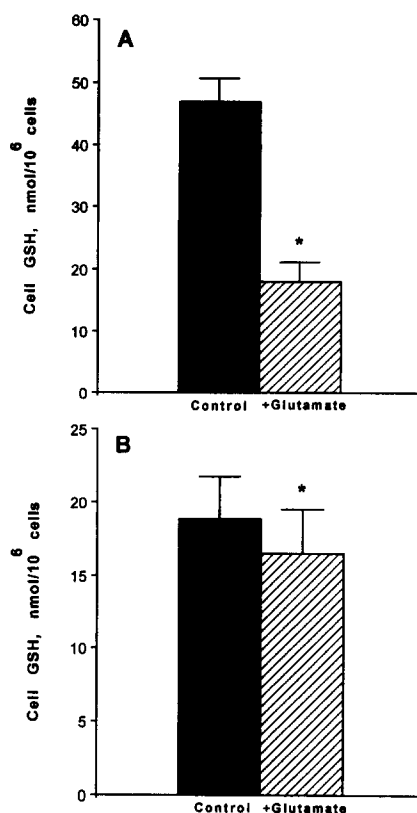 A
Cell GSH, nmol/10^6 cells
60
50
40
30
20
10
0
*
Control +Glutamate
B
Cell GSH, nmol/10^6 cells
25
20
15
10
5
0
*
Control +Glutamate